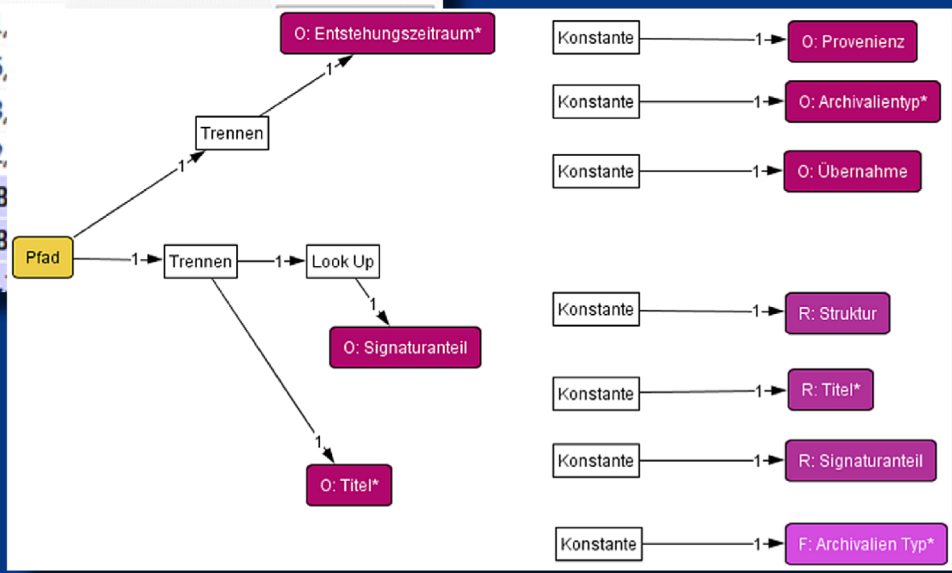 O: Entstehungszeitraum*
1
Trennen
1
Pfad
1
Trennen
1
Look Up
1
O: Signaturanteil
1
O: Titel*
Konstante
1
O: Provenienz
Konstante
1
O: Archivalientyp*
Konstante
1
O: Übernahme
Konstante
1
R: Struktur
Konstante
1
R: Titel*
Konstante
1
R: Signaturanteil
Konstante
1
F: Archivalien Typ*